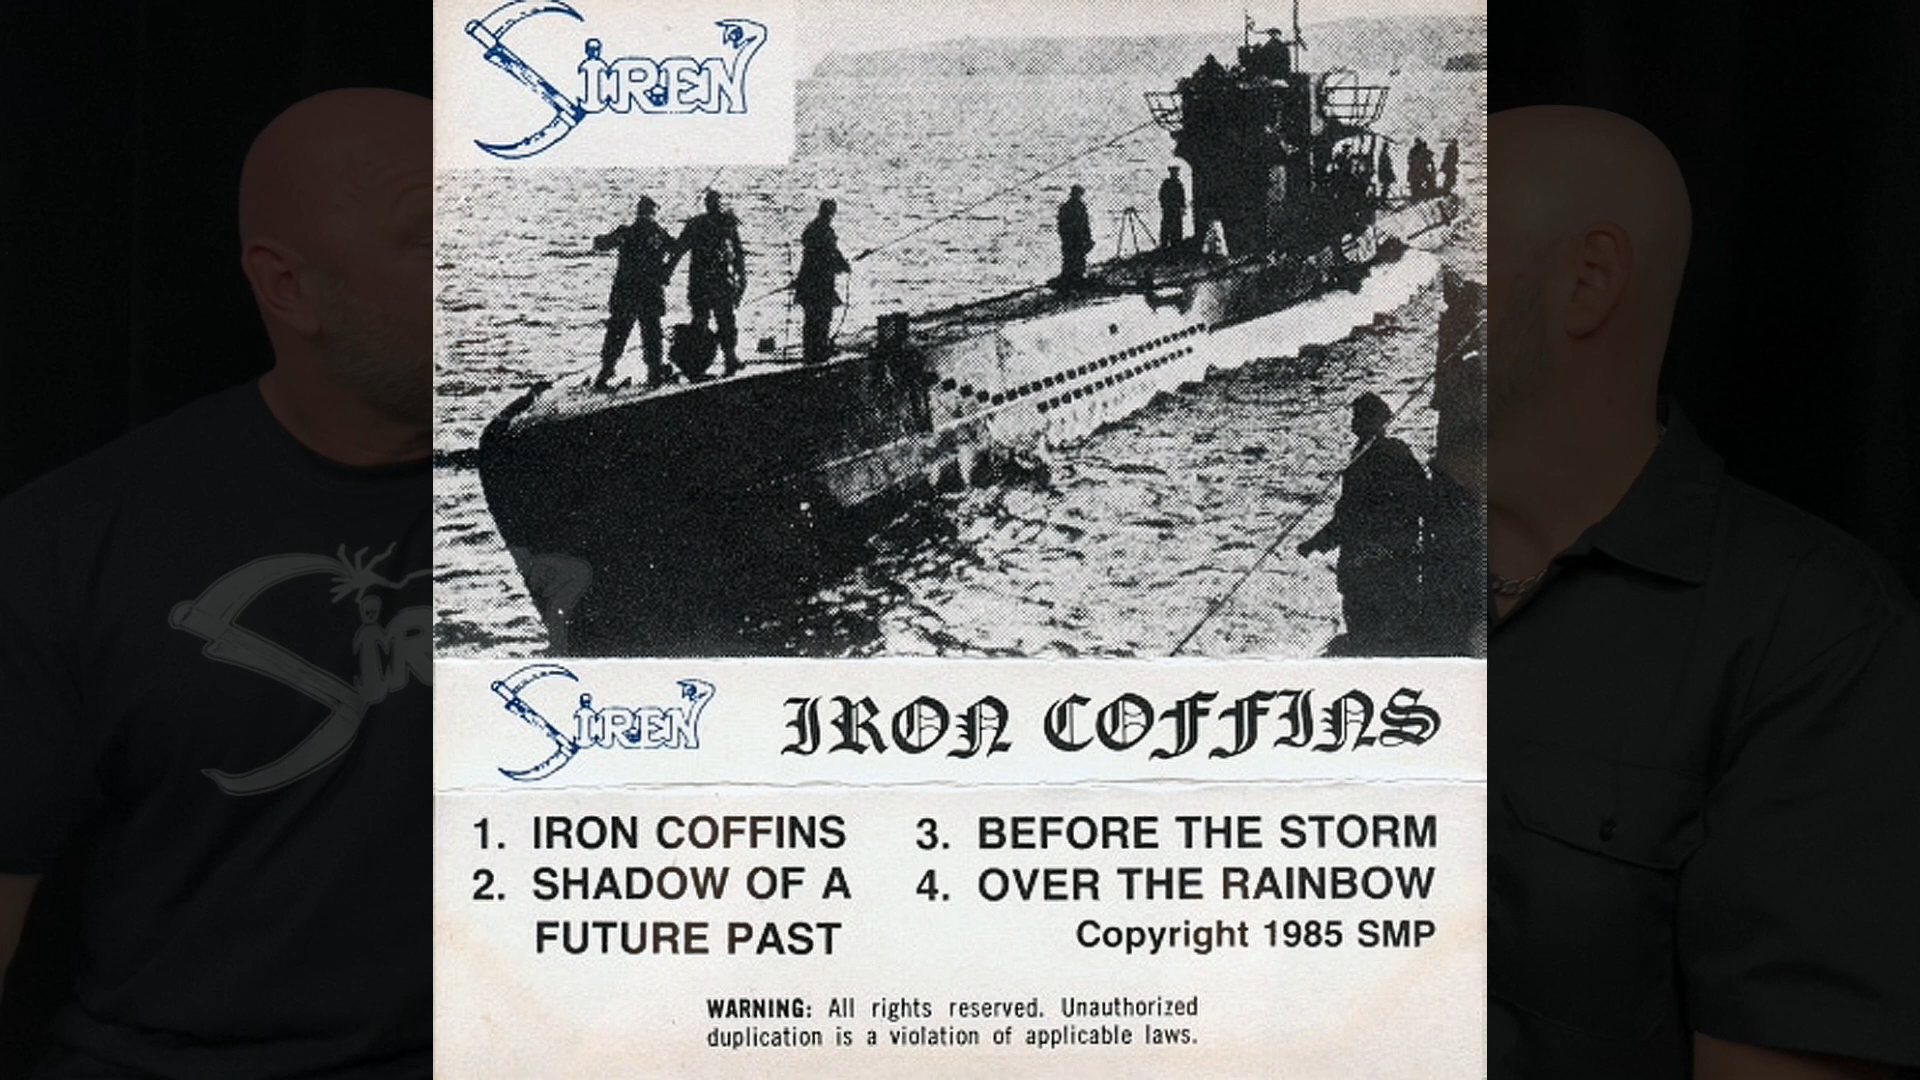 SIREN
SIREN
SIREN IRON COFFINS
1. IRON COFFINS
2. SHADOW OF A
FUTURE PAST
3. BEFORE THE STORM
4. OVER THE RAINBOW
Copyright 1985 SMP
WARNING: All rights reserved. Unauthorized
duplication is a violation of applicable laws.